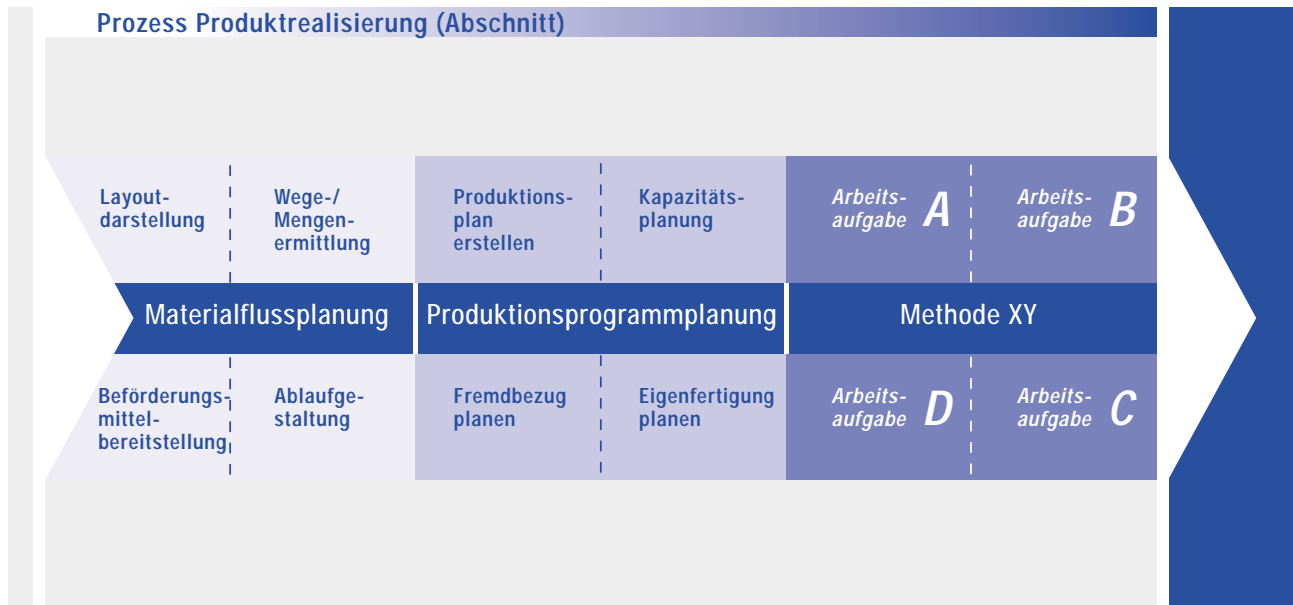 Prozess Produktrealisierung (Abschnitt)
Layout-
darstellung
Wege-/
Mengen-
ermittlung
Produktions-
plan
erstellen
Kapazitäts-
planung
Arbeits-
aufgabe A
Arbeits-
aufgabe B
Materialflussplanung
Produktionsprogrammplanung
Methode XY
Beförderungs-
mittel-
bereitstellung
Ablaufge-
staltung
Fremdbezug
planen
Eigenfertigung
planen
Arbeits-
aufgabe D
Arbeits-
aufgabe C